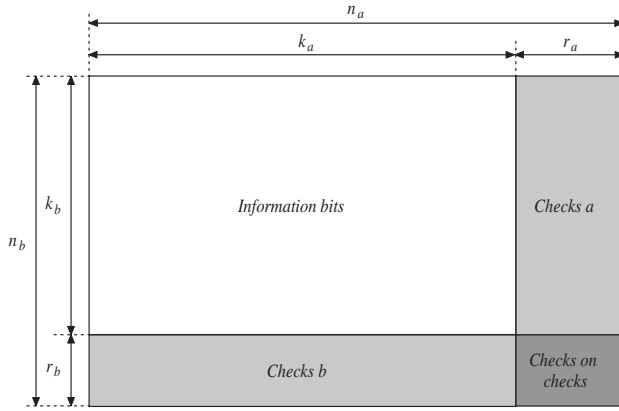 n_a
k_a
r_a
k_b
Information bits
Checks a
n_b
r_b
Checks b
Checks on
checks